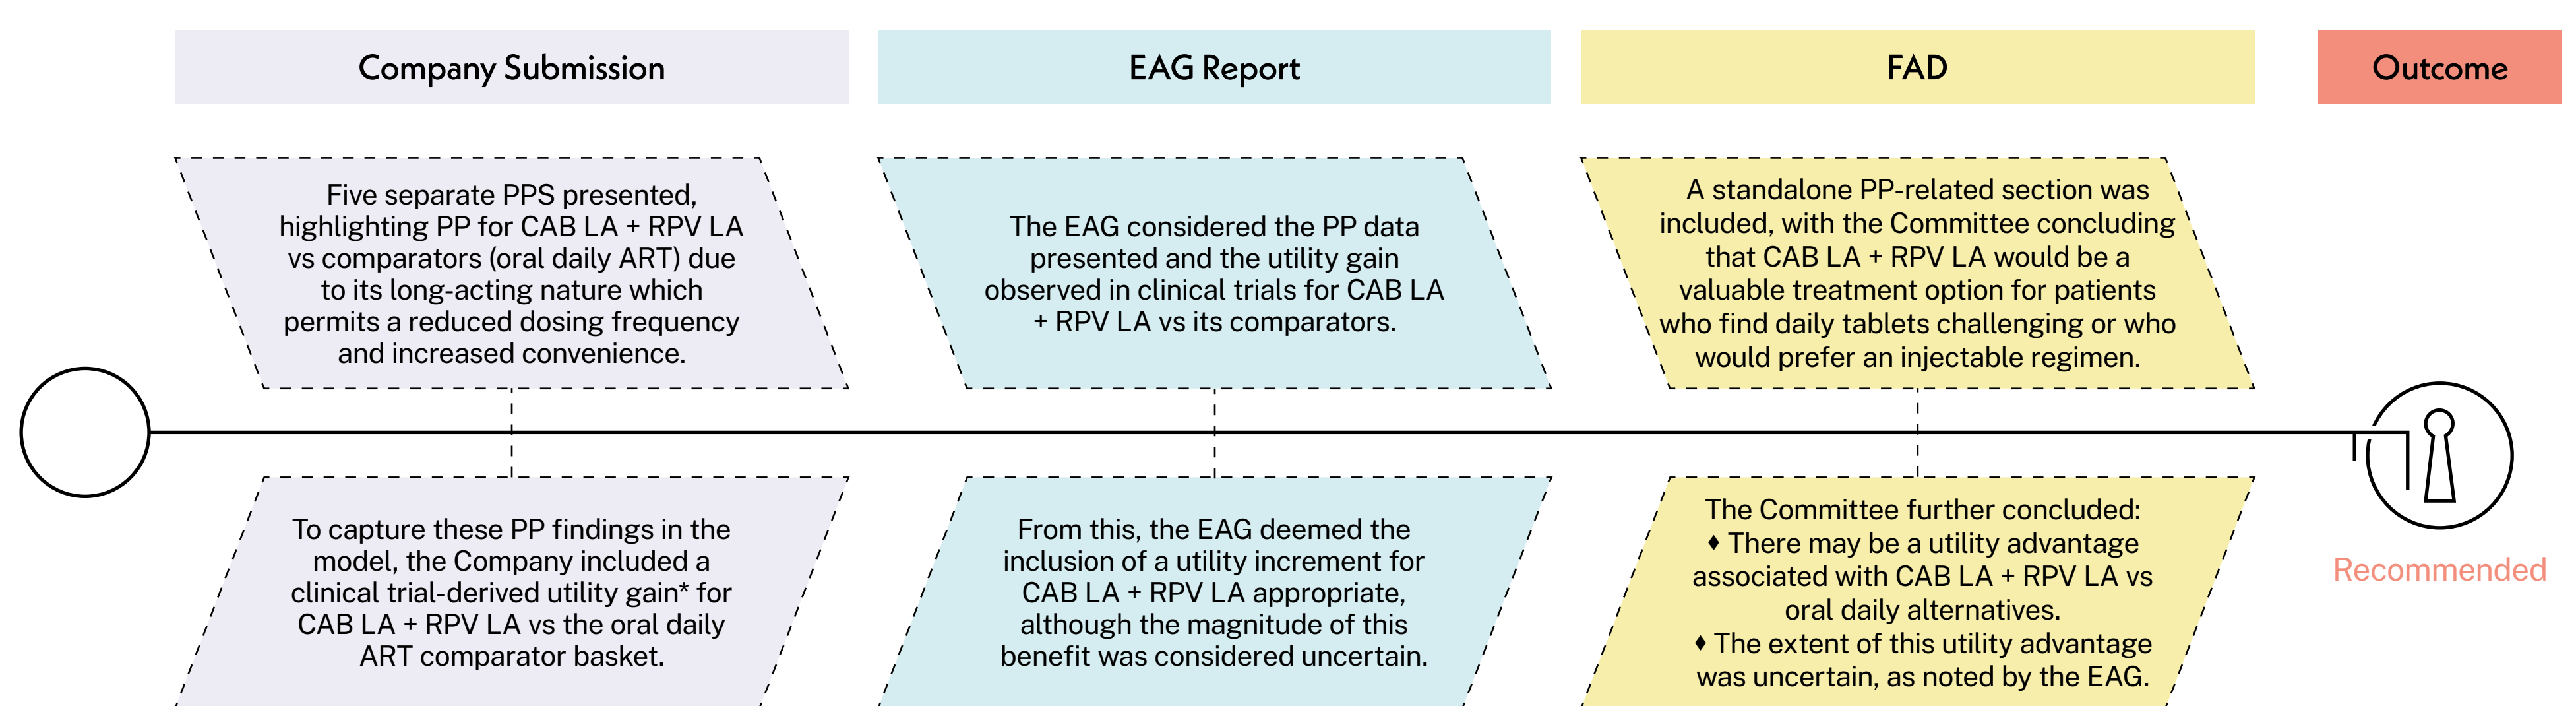 Company Submission
EAG Report
FAD
Outcome
Five separate PPS presented,
highlighting PP for CAB LA + RPV LA
vs comparators (oral daily ART) due
to its long-acting nature which
permits a reduced dosing frequency
and increased convenience.
The EAG considered the PP data
presented and the utility gain
observed in clinical trials for CAB LA
+ RPV LA vs its comparators.
A standalone PP-related section was
included, with the Committee concluding
that CAB LA + RPV LA would be a
valuable treatment option for patients
who find daily tablets challenging or who
would prefer an injectable regimen.
To capture these PP findings in the
model, the Company included a
clinical trial-derived utility gain* for
CAB LA + RPV LA vs the oral daily
ART comparator basket.
From this, the EAG deemed the
inclusion of a utility increment for
CAB LA + RPV LA appropriate,
although the magnitude of this
benefit was considered uncertain.
The Committee further concluded:
♦ There may be a utility advantage
associated with CAB LA + RPV LA vs
oral daily alternatives.
♦ The extent of this utility advantage
was uncertain, as noted by the EAG.
Recommended